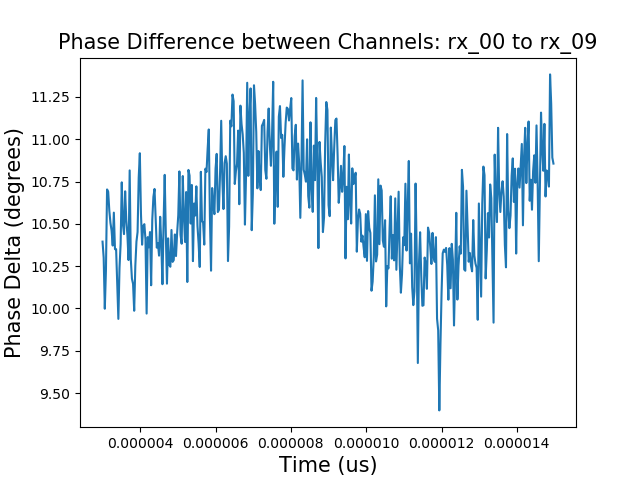 Phase Difference between Channels: rx_00 to rx_09
Phase Delta (degrees)
11.25
11.00
10.75
10.50
10.25
10.00
9.75
9.50
0.000004 0.000006 0.000008 0.000010 0.000012 0.000014
Time (us)